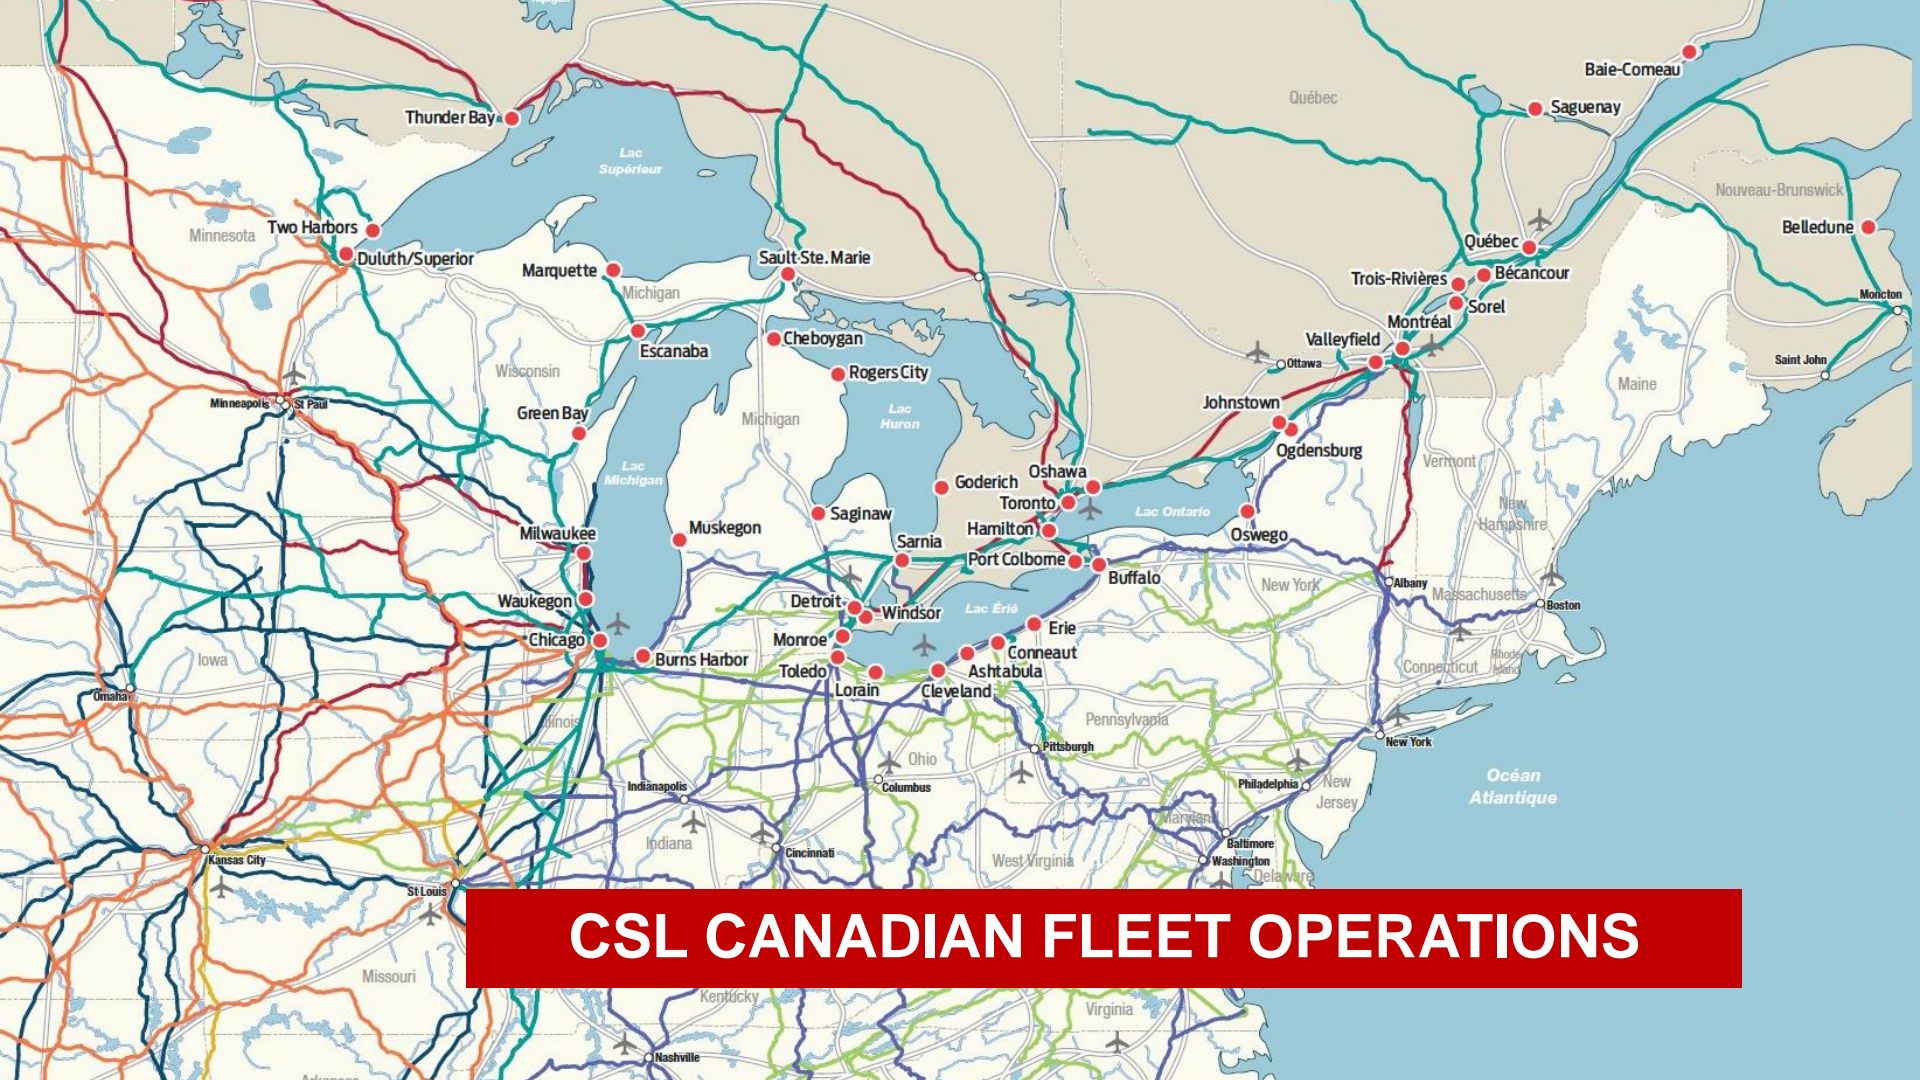 Baie-Comeau
Québec
Saguenay
Thunder Bay
Lac
Supérieur
Nouveau-Brunswick
Two Harbors
Minnesota
Belledune
Québec
Duluth/Superior
Sault Ste. Marie
Marquette
Trois-Rivières
Bécancour
Michigan
Moncton
Sorel
Montréal
Cheboygan
Valleyfield
Escanaba
Saint John
Ottawa
Wisconsin
Rogers City
Maine
Minneapolis
St Paul
Johnstown
Green Bay
Michigan
Lac
Huron
Ogdensburg
Vermont
Lac
Michigan
Oshawa
Goderich
Toronto
New
Hampshire
Saginaw
Lac Ontario
Muskegon
Hamilton
Milwaukee
Oswego
Sarnia
Port Colborne
Buffalo
New York
Albany
Massachusetts
Waukegon
Detroit
Lac Érié
Boston
Windsor
Erie
Chicago
Monroe
Conneaut
Iowa
Burns Harbor
Rhode
Island
Connecticut
Toledo
Ashtabula
Lorain
Cleveland
Omaha
Illinois
Pennsylvania
New York
Pittsburgh
Ohio
Océan
Atlantique
Indianapolis
Columbus
Philadelphia
New
Jersey
Maryland
Indiana
Baltimore
Cincinnati
Kansas City
West Virginia
Washington
Delaware
St Louis
CSL CANADIAN FLEET OPERATIONS
Missouri
Kentucky
Virginia
Nashville